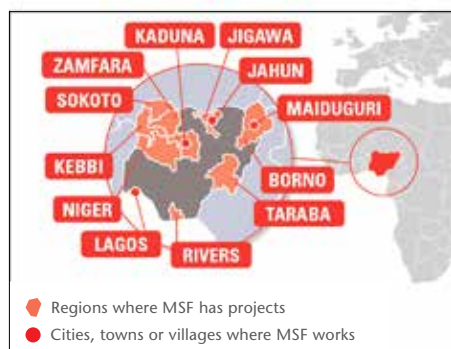 KADUNA JIGAWA
ZAMFARA JAHUN
SOKOTO MAIDUGURI
KEBBI BORNO
NIGER TARABA
LAGOS RIVERS
Regions where MSF has projects
Cities, towns or villages where MSF works